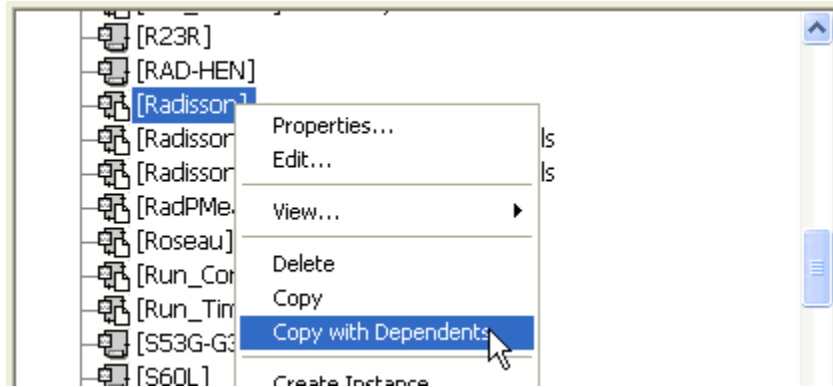 [R23R]
[RAD-HEN]
[Radisson]
Properties...
[Radisson ls
Edit...
[Radisson ls
View...
[RadPMe
[Roseau]
Delete
[Run_Cor
Copy
[Run_Tim
Copy with Dependents
[S53G-G3
[S60L]
Create Instance